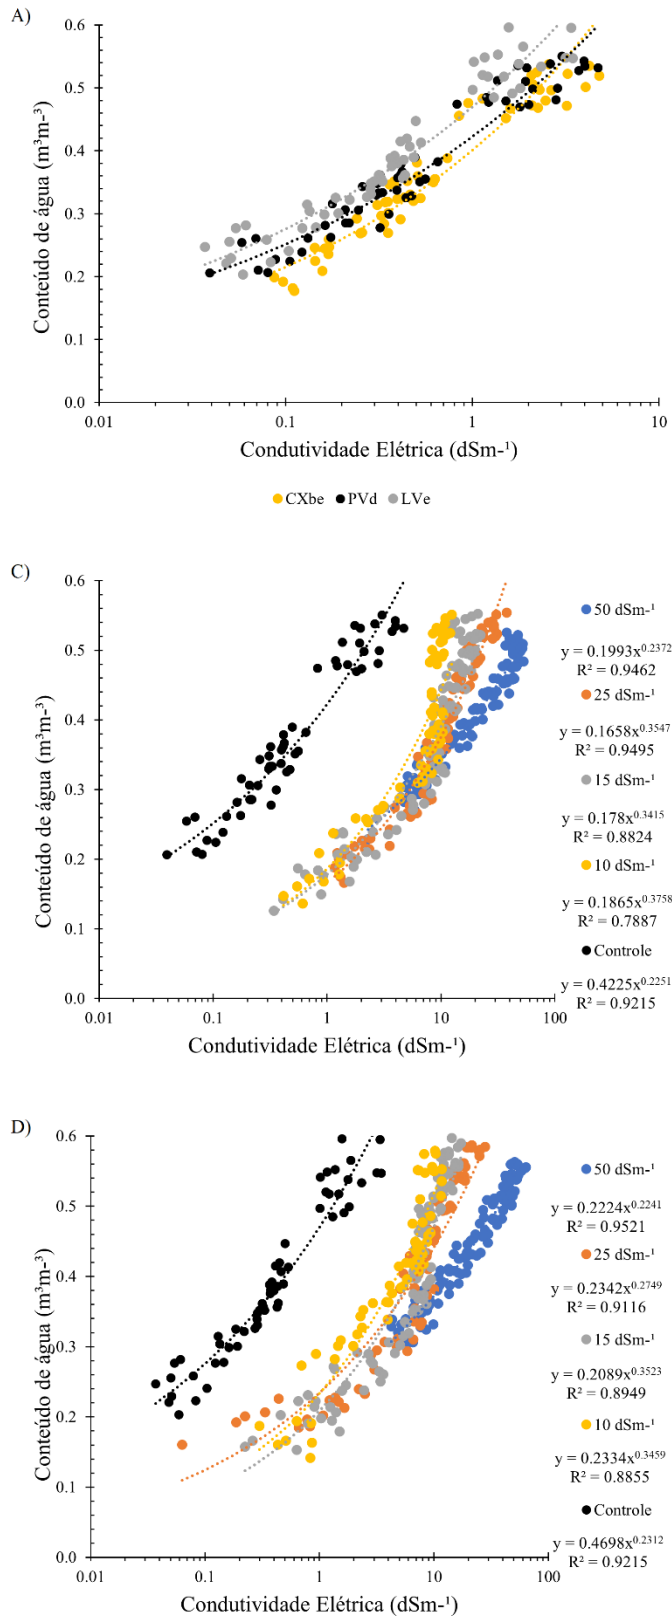 A)
0.6
0.5
0.4
0.3
0.2
0.1
0.0
0.01
0.1
1
10
Conteúdo de água (m³m-³)
Condutividade Elétrica (dSm-¹)
CXbe PVd LVe
C)
0.6
0.5
0.4
0.3
0.2
0.1
0.0
0.01
0.1
1
10
100
Conteúdo de água (m³m-³)
Condutividade Elétrica (dSm-¹)
50 dSm-¹
y = 0.1993x^0.2372
R² = 0.9462
25 dSm-¹
y = 0.1658x^0.3547
R² = 0.9495
15 dSm-¹
y = 0.178x^0.3415
R² = 0.8824
10 dSm-¹
y = 0.1865x^0.3758
R² = 0.7887
Controle
y = 0.4225x^0.2251
R² = 0.9215
D)
0.6
0.5
0.4
0.3
0.2
0.1
0.0
0.01
0.1
1
10
100
Conteúdo de água (m³m-³)
Condutividade Elétrica (dSm-¹)
50 dSm-¹
y = 0.2224x^0.2241
R² = 0.9521
25 dSm-¹
y = 0.2342x^0.2749
R² = 0.9116
15 dSm-¹
y = 0.2089x^0.3523
R² = 0.8949
10 dSm-¹
y = 0.2334x^0.3459
R² = 0.8855
Controle
y = 0.4698x^0.2312
R² = 0.9215